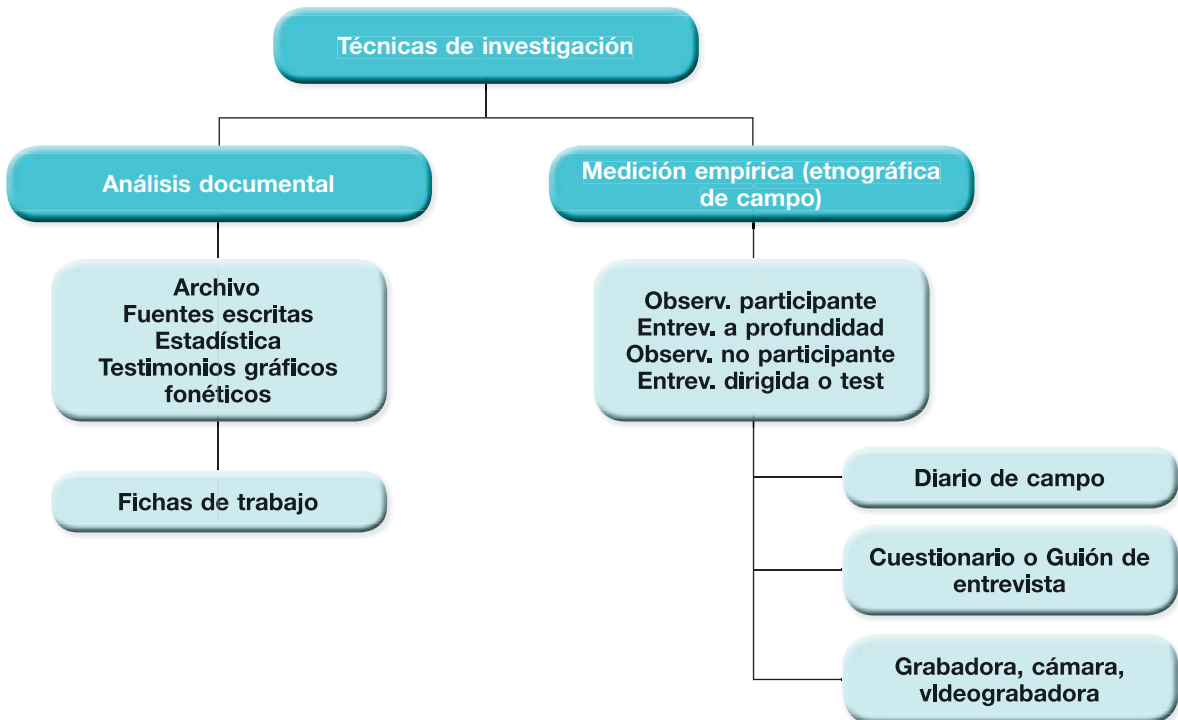 Técnicas de investigación
Análisis documental
Medición empírica (etnográfica
de campo)
Archivo
Fuentes escritas
Estadística
Testimonios gráficos
fonéticos
Observ. participante
Entrev. a profundidad
Observ. no participante
Entrev. dirigida o test
Fichas de trabajo
Diario de campo
Cuestionario o Guión de
entrevista
Grabadora, cámara,
vIdeograbadora